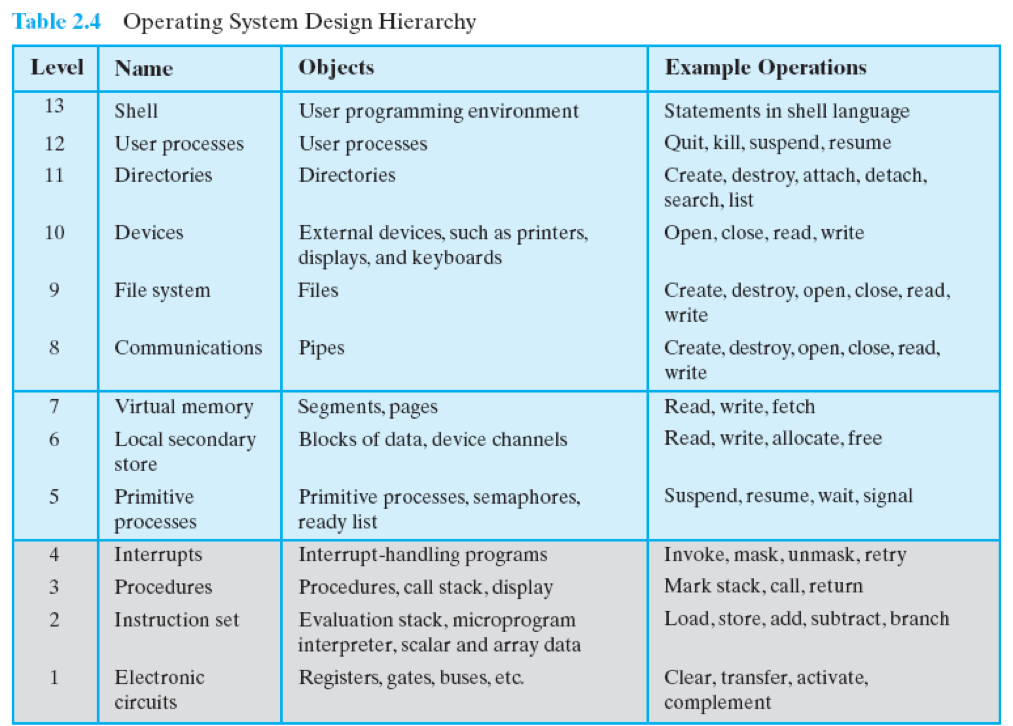 Table 2.4 Operating System Design Hierarchy
Level Name Objects Example Operations
13 Shell User programming environment Statements in shell language
12 User processes User processes Quit, kill, suspend, resume
11 Directories Directories Create, destroy, attach, detach,
search, list
10 Devices External devices, such as printers, Open, close, read, write
displays, and keyboards
9 File system Files Create, destroy, open, close, read,
write
8 Communications Pipes Create, destroy, open, close, read,
write
7 Virtual memory Segments, pages Read, write, fetch
6 Local secondary Blocks of data, device channels Read, write, allocate, free
store
5 Primitive Primitive processes, semaphores, Suspend, resume, wait, signal
processes ready list
4 Interrupts Interrupt-handling programs Invoke, mask, unmask, retry
3 Procedures Procedures, call stack, display Mark stack, call, return
2 Instruction set Evaluation stack, microprogram Load, store, add, subtract, branch
interpreter, scalar and array data
1 Electronic Registers, gates, buses, etc. Clear, transfer, activate,
circuits complement